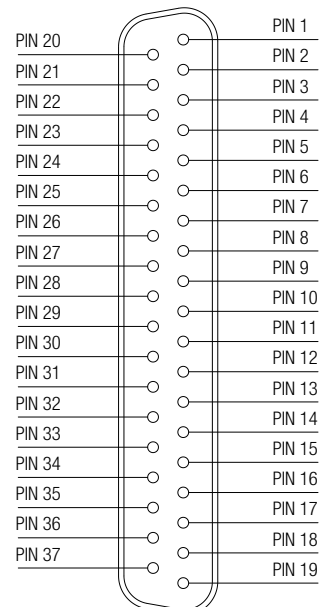 PIN 1
PIN 20
PIN 2
PIN 21
PIN 3
PIN 22
PIN 4
PIN 23
PIN 5
PIN 24
PIN 6
PIN 25
PIN 7
PIN 26
PIN 8
PIN 27
PIN 9
PIN 28
PIN 10
PIN 29
PIN 11
PIN 30
PIN 12
PIN 31
PIN 13
PIN 32
PIN 14
PIN 33
PIN 15
PIN 34
PIN 16
PIN 35
PIN 17
PIN 36
PIN 18
PIN 37
PIN 19